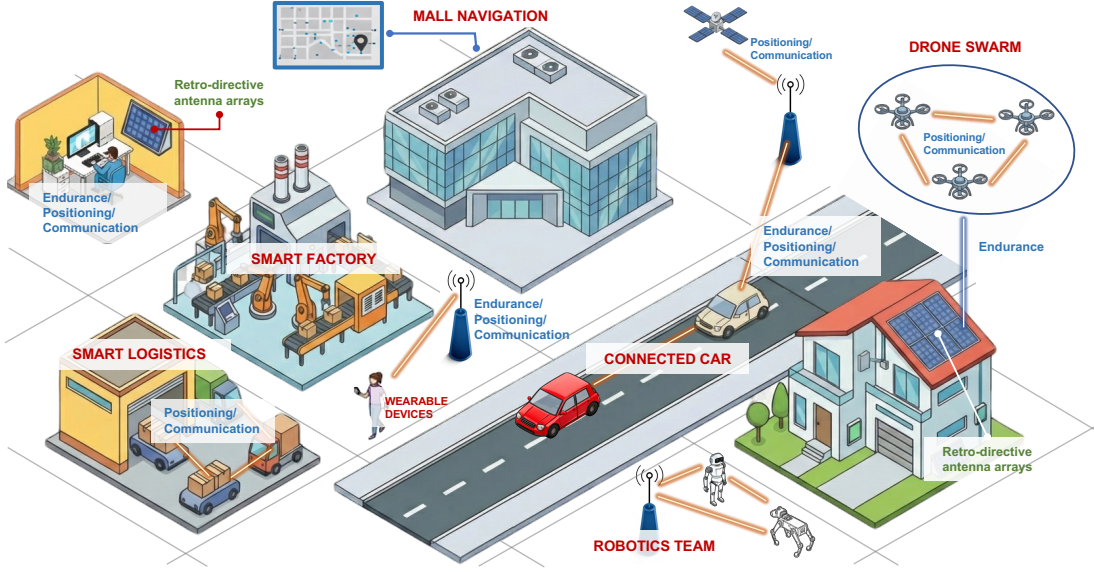 MALL NAVIGATION
Positioning/
Communication
DRONE SWARM
Retro-directive
antenna arrays
Positioning/
Communication
Endurance/
Positioning/
Communication
Endurance/
Positioning/
Communication
Endurance
SMART FACTORY
Endurance/
Positioning/
Communication
SMART LOGISTICS
CONNECTED CAR
WEARABLE
DEVICES
Positioning/
Communication
Retro-directive
antenna arrays
ROBOTICS TEAM